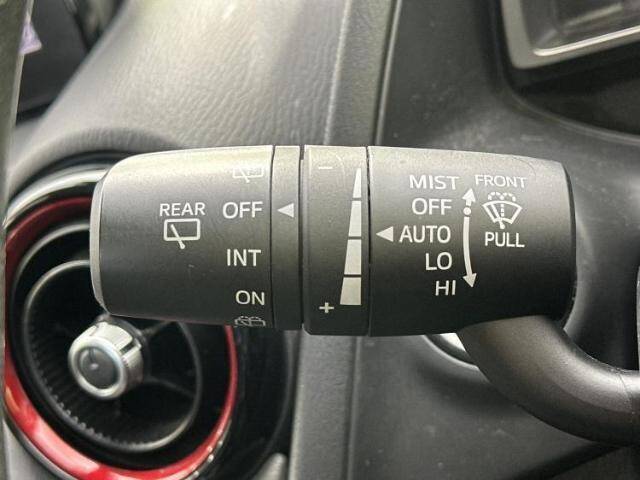 REAR
OFF
INT
ON
−
+
MIST
OFF
AUTO
LO
HI
FRONT
PULL